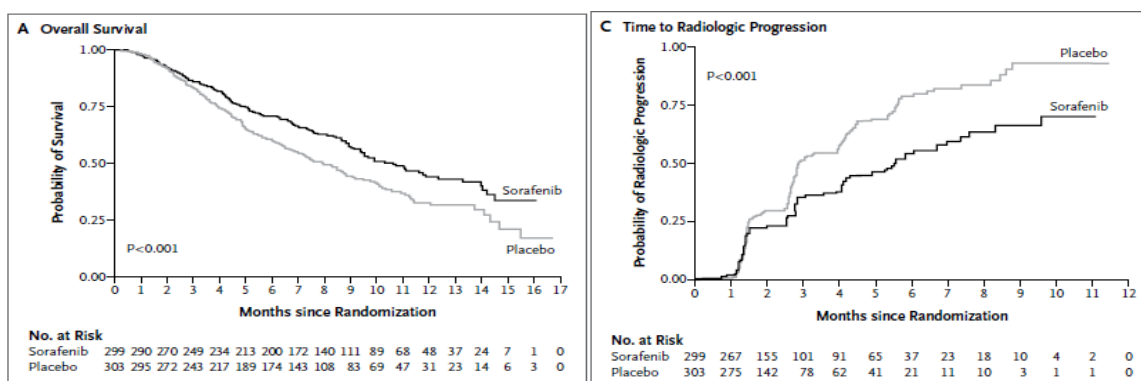 A Overall Survival
1.00
0.75
0.50
0.25
0.00
Probability of Survival
P<0.001
Sorafenib
Placebo
0 1 2 3 4 5 6 7 8 9 10 11 12 13 14 15 16 17
Months since Randomization
No. at Risk
Sorafenib 299 290 270 249 234 213 200 172 140 111 89 68 48 37 24 7 1 0
Placebo 303 295 272 243 217 189 174 143 108 83 69 47 31 23 14 6 3 0
C Time to Radiologic Progression
1.00
0.75
0.50
0.25
0.00
Probability of Radiologic Progression
P<0.001
Placebo
Sorafenib
0 1 2 3 4 5 6 7 8 9 10 11 12
Months since Randomization
No. at Risk
Sorafenib 299 267 155 101 91 65 37 23 18 10 4 2 0
Placebo 303 275 142 78 62 41 21 11 10 3 1 1 0